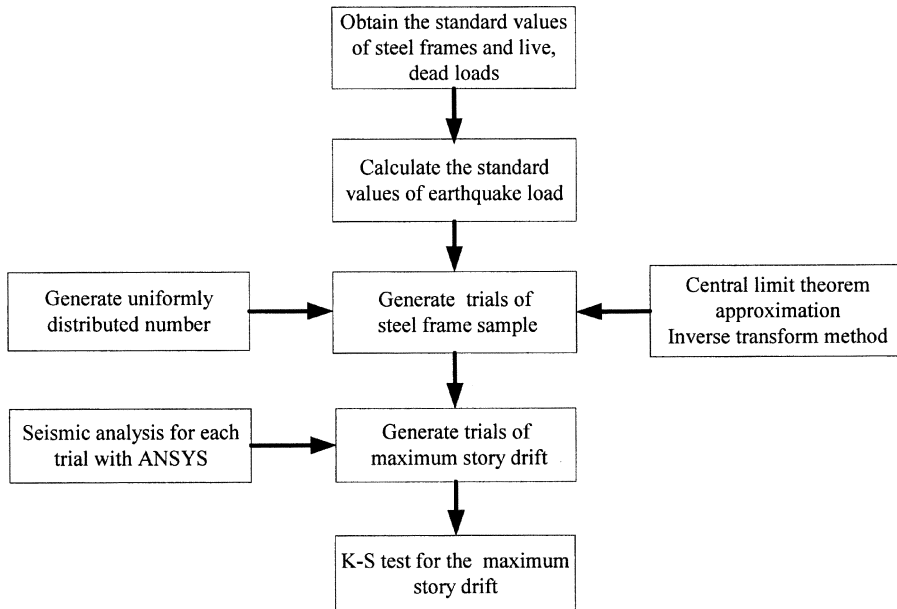 Obtain the standard values
of steel frames and live,
dead loads
Calculate the standard
values of earthquake load
Generate uniformly
distributed number
Generate trials of
steel frame sample
Central limit theorem
approximation
Inverse transform method
Seismic analysis for each
trial with ANSYS
Generate trials of
maximum story drift
K-S test for the maximum
story drift